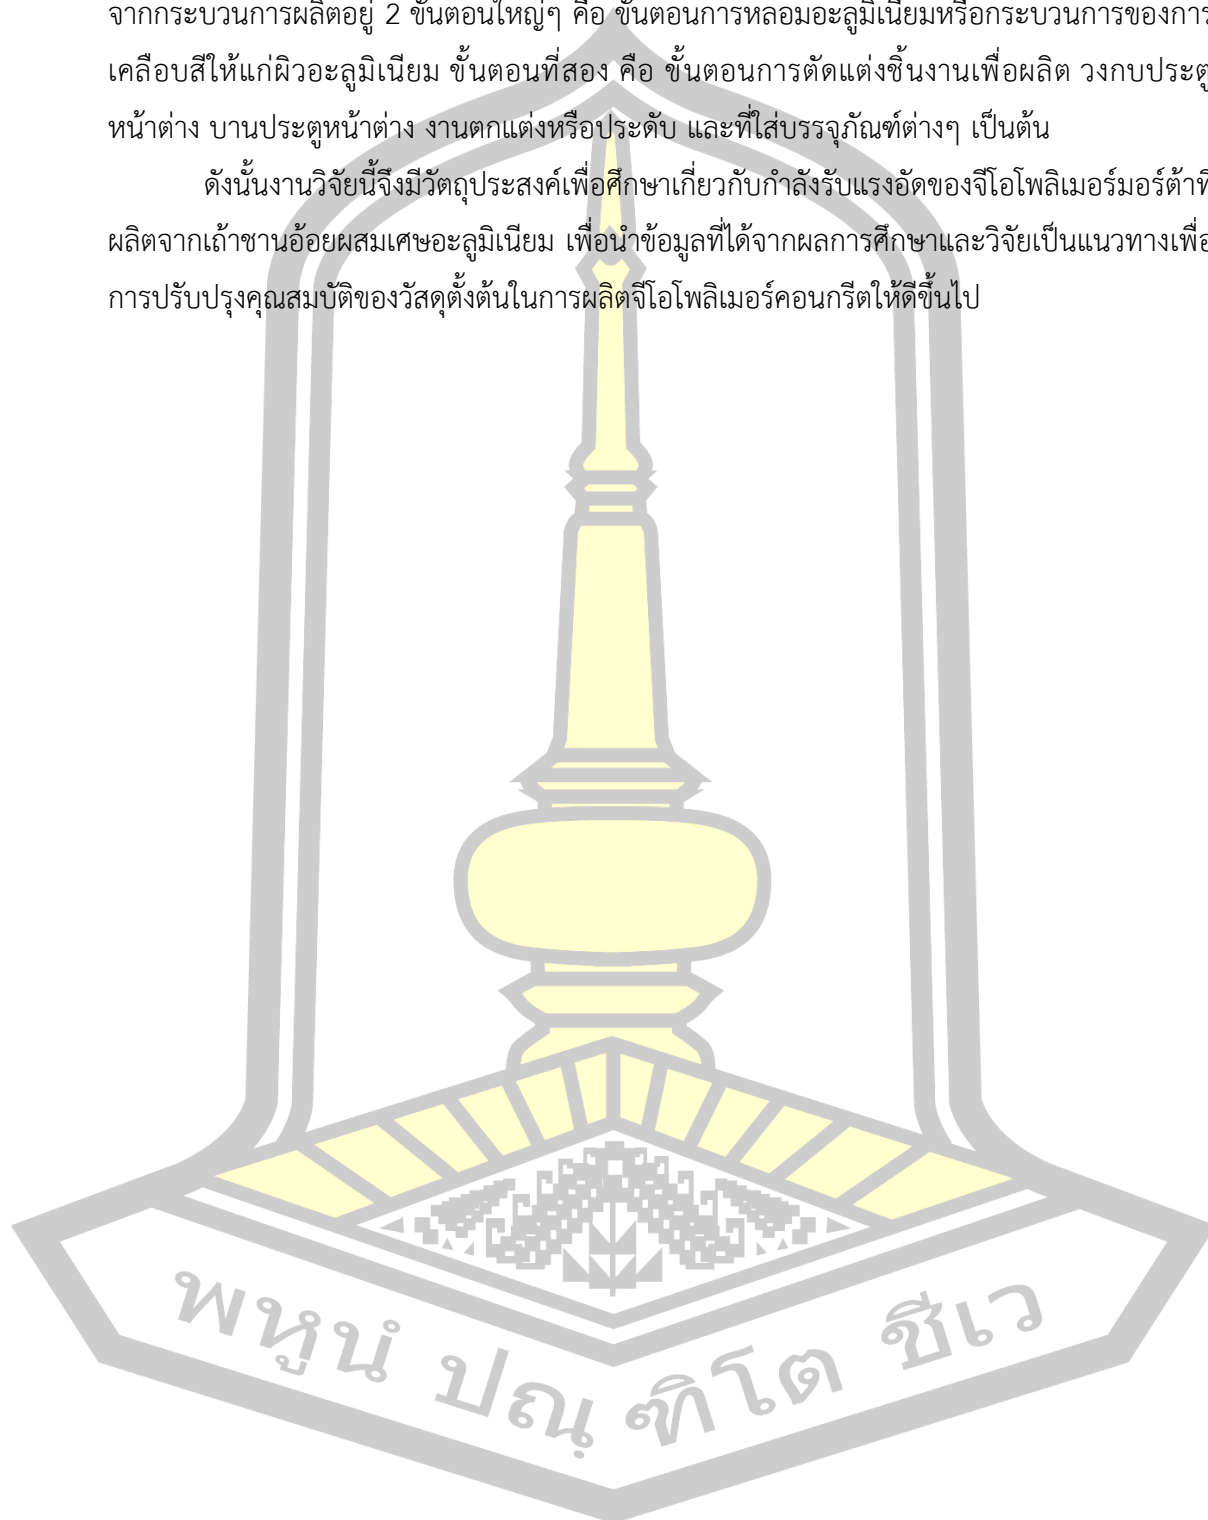 จากกระบวนการผลิตอยู่ 2 ขั้นตอนใหญ่ๆ คือ ขั้นตอนการหลอมอะลูมิเนียมหรือกระบวนการของการ
เคลือบสีให้แก่ผิวอะลูมิเนียม ขั้นตอนที่สอง คือ ขั้นตอนการตัดแต่งชิ้นงานเพื่อผลิต วงกบประตู
หน้าต่าง บานประตูหน้าต่าง งานตกแต่งหรือประดับ และที่ใส่บรรจุภัณฑ์ต่างๆ เป็นต้น
ดังนั้นงานวิจัยนี้จึงมีวัตถุประสงค์เพื่อศึกษาเกี่ยวกับกำลังรับแรงอัดของจีโอโพลิเมอร์มอร์ต้าที่
ผลิตจากเถ้าชานอ้อยผสมเศษอะลูมิเนียม เพื่อนำข้อมูลที่ได้จากผลการศึกษาและวิจัยเป็นแนวทางเพื่อ
การปรับปรุงคุณสมบัติของวัสดุตั้งต้นในการผลิตจีโอโพลิเมอร์คอนกรีตให้ดีขึ้นไป
พหูนํ ปณฺ ฑิโต ชีเว